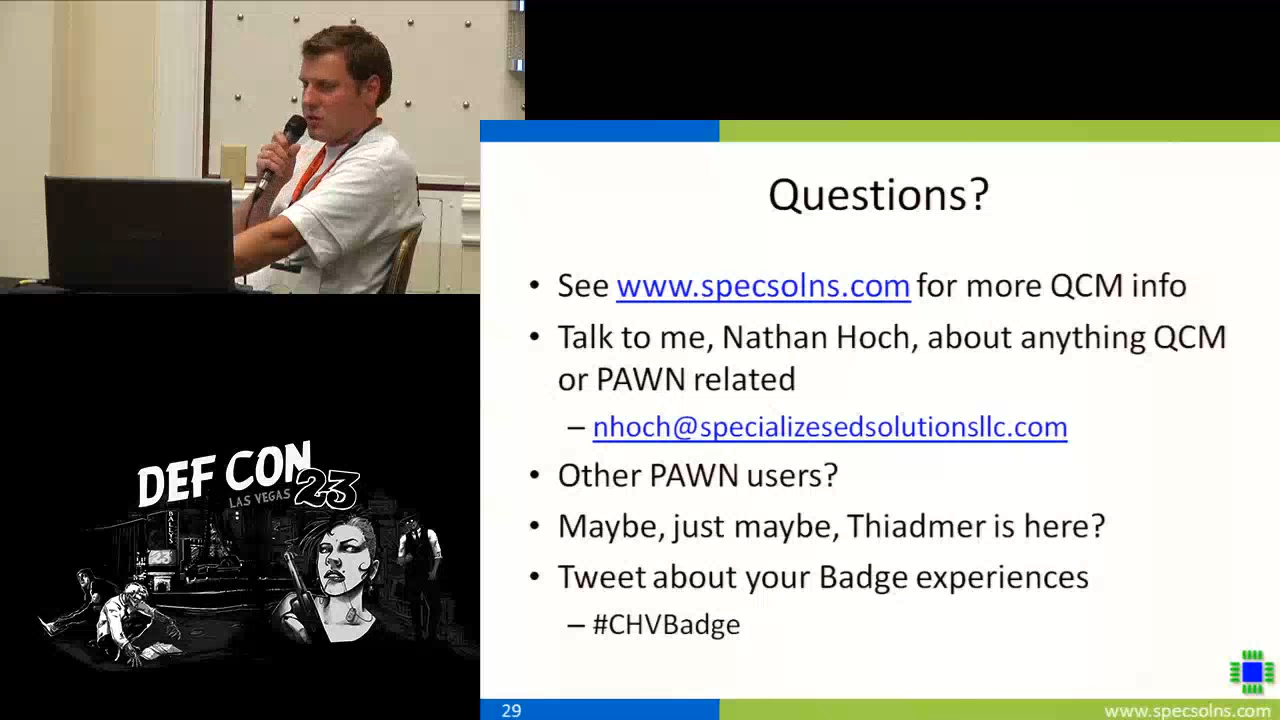 Questions?
• See www.specsolns.com for more QCM info
• Talk to me, Nathan Hoch, about anything QCM
or PAWN related
– nhoch@specializesedsolutionsllc.com
• Other PAWN users?
• Maybe, just maybe, Thiadmer is here?
• Tweet about your Badge experiences
– #CHVBadge
29
www.specsolns.com
DEF CON
LAS VEGAS 23
BALLYS